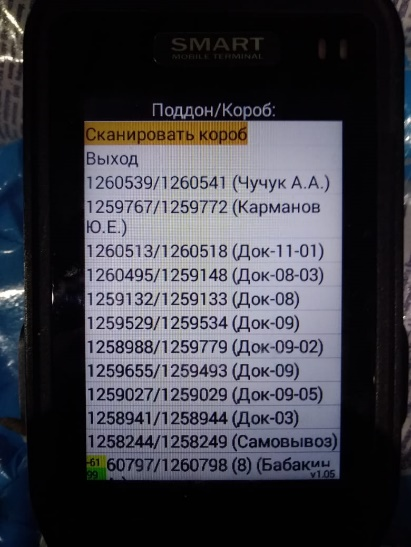 SMART
MOBILE TERMINAL
Поддон/Короб:
Сканировать короб
Выход
1260539/1260541 (Чучук А.А.)
1259767/1259772 (Карманов
Ю.Е.)
1260513/1260518 (Док-11-01)
1260495/1259148 (Док-08-03)
1259132/1259133 (Док-08)
1259529/1259534 (Док-09)
1258988/1259779 (Док-09-02)
1259655/1259493 (Док-09)
1259027/1259029 (Док-09-05)
1258941/1258944 (Док-03)
1258244/1258249 (Самовывоз)
-61 60797/1260798 (8) (Бабакин
99 v1.05